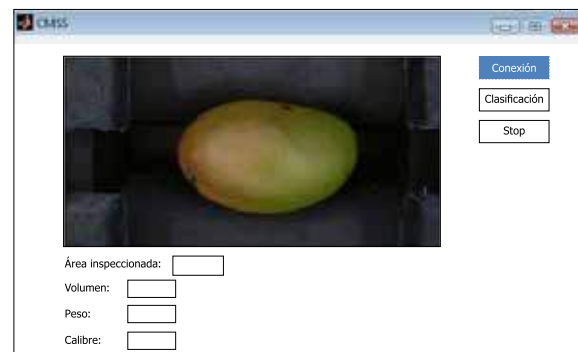 CMSS
Conexión
Clasificación
Stop
Área inspeccionada:
Volumen:
Peso:
Calibre: